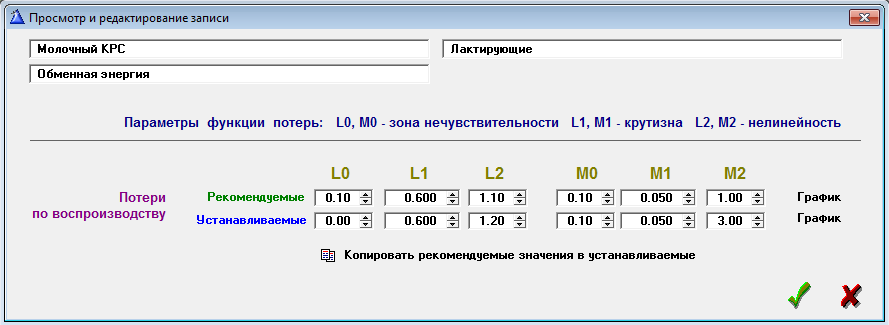 Просмотр и редактирование записи
Молочный КРС Лактирующие
Обменная энергия
Параметры функции потерь: L0, M0 - зона нечувствительности L1, M1 - крутизна L2, M2 - нелинейность
L0 L1 L2 M0 M1 M2
Потери
по воспроизводству
Рекомендуемые 0.10 0.600 1.10 0.10 0.050 1.00 График
Устанавливаемые 0.00 0.600 1.20 0.10 0.050 3.00 График
Копировать рекомендуемые значения в устанавливаемые